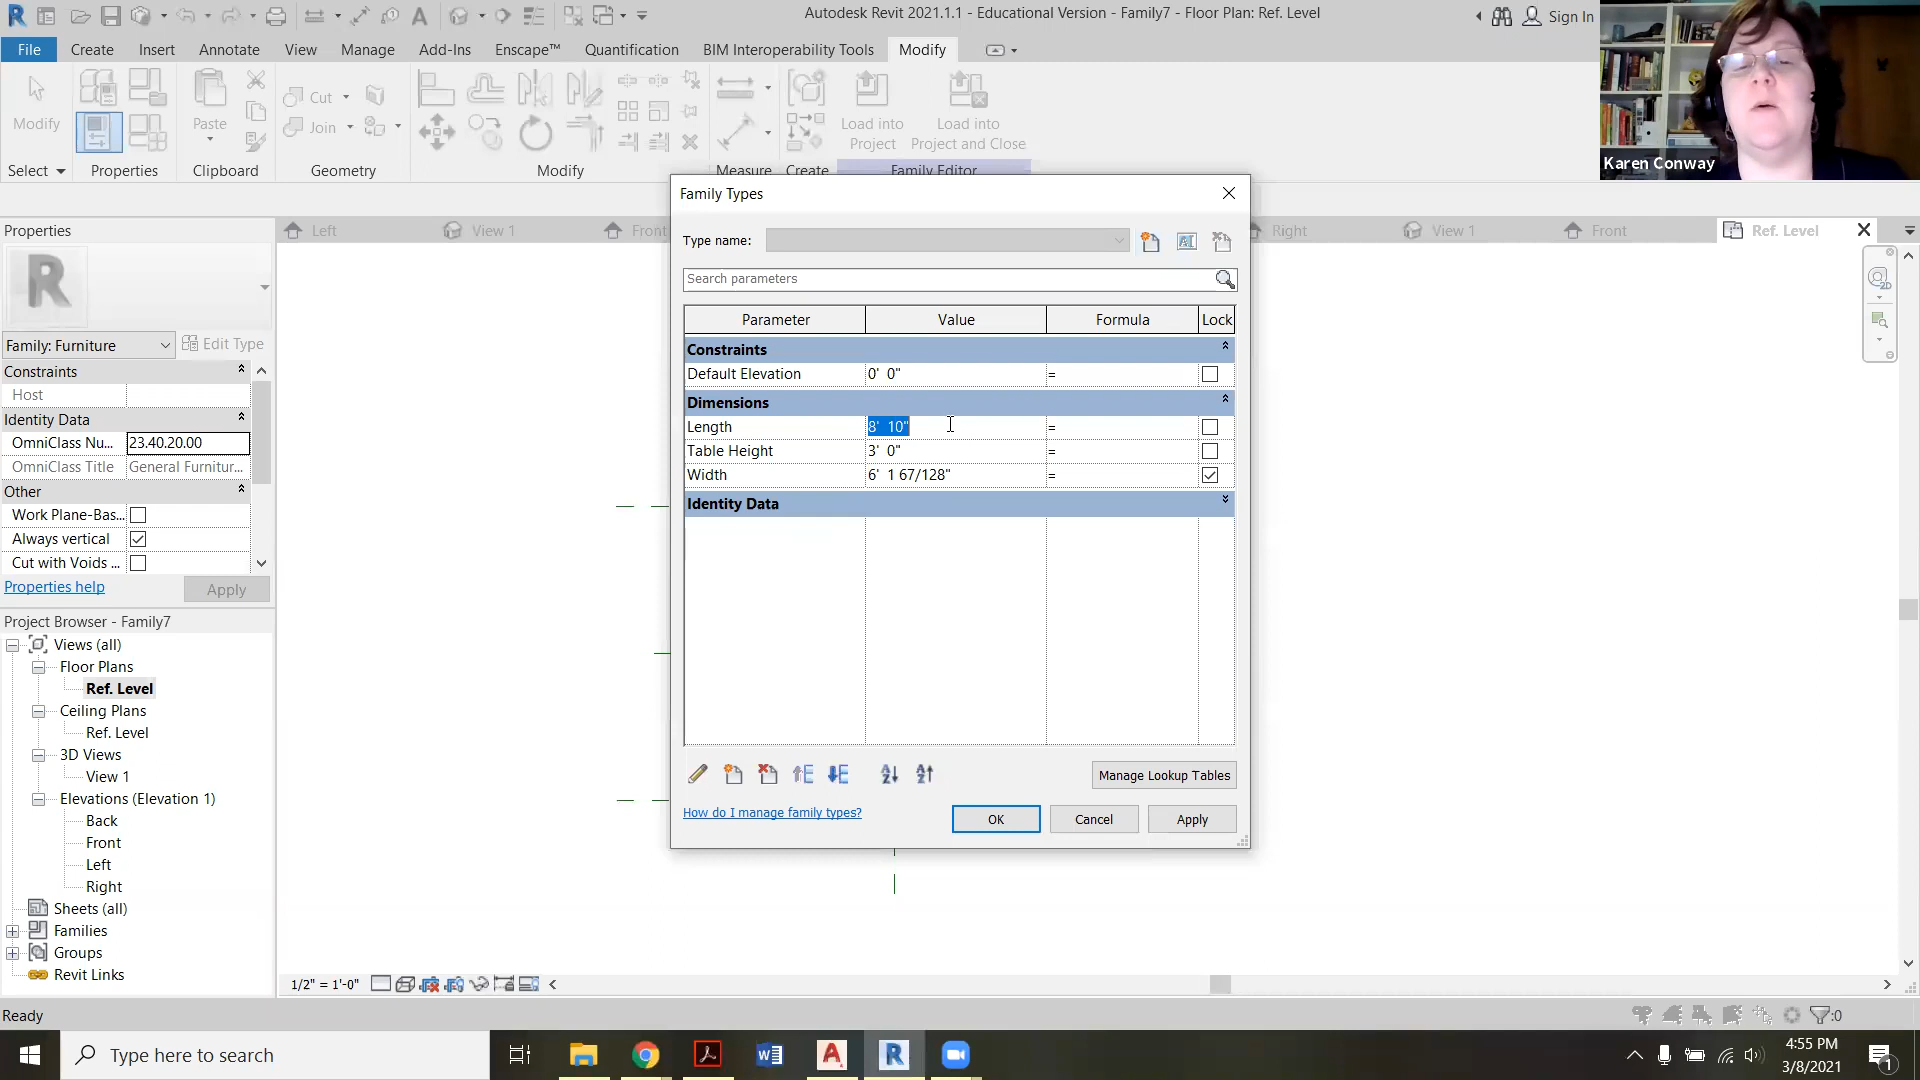 Autodesk Revit 2021.1.1 - Educational Version - Family7 - Floor Plan: Ref. Level
Sign In
File Create Insert Annotate View Manage Add-Ins Enscape™ Quantification BIM Interoperability Tools Modify
Modify
Paste
Cut
Join
Load into Project
Load into Project and Close
Select Properties Clipboard Geometry Modify Measure Create Family Editor
Karen Conway
Properties
Left View 1 Front Right View 1 Front Ref. Level
Family: Furniture
Edit Type
Constraints
Host
Identity Data
OmniClass Nu... 23.40.20.00
OmniClass Title General Furnitur...
Other
Work Plane-Bas...
Always vertical
Cut with Voids ...
Properties help
Apply
Project Browser - Family7
Views (all)
Floor Plans
Ref. Level
Ceiling Plans
Ref. Level
3D Views
View 1
Elevations (Elevation 1)
Back
Front
Left
Right
Sheets (all)
Families
Groups
Revit Links
Family Types
Type name:
Search parameters
Parameter Value Formula Lock
Constraints
Default Elevation 0' 0" =
Dimensions
Length 8' 10" =
Table Height 3' 0" =
Width 6' 1 67/128" =
Identity Data
Manage Lookup Tables
How do I manage family types?
OK Cancel Apply
1/2" = 1'-0"
Ready
:0
Type here to search
4:55 PM
3/8/2021
1